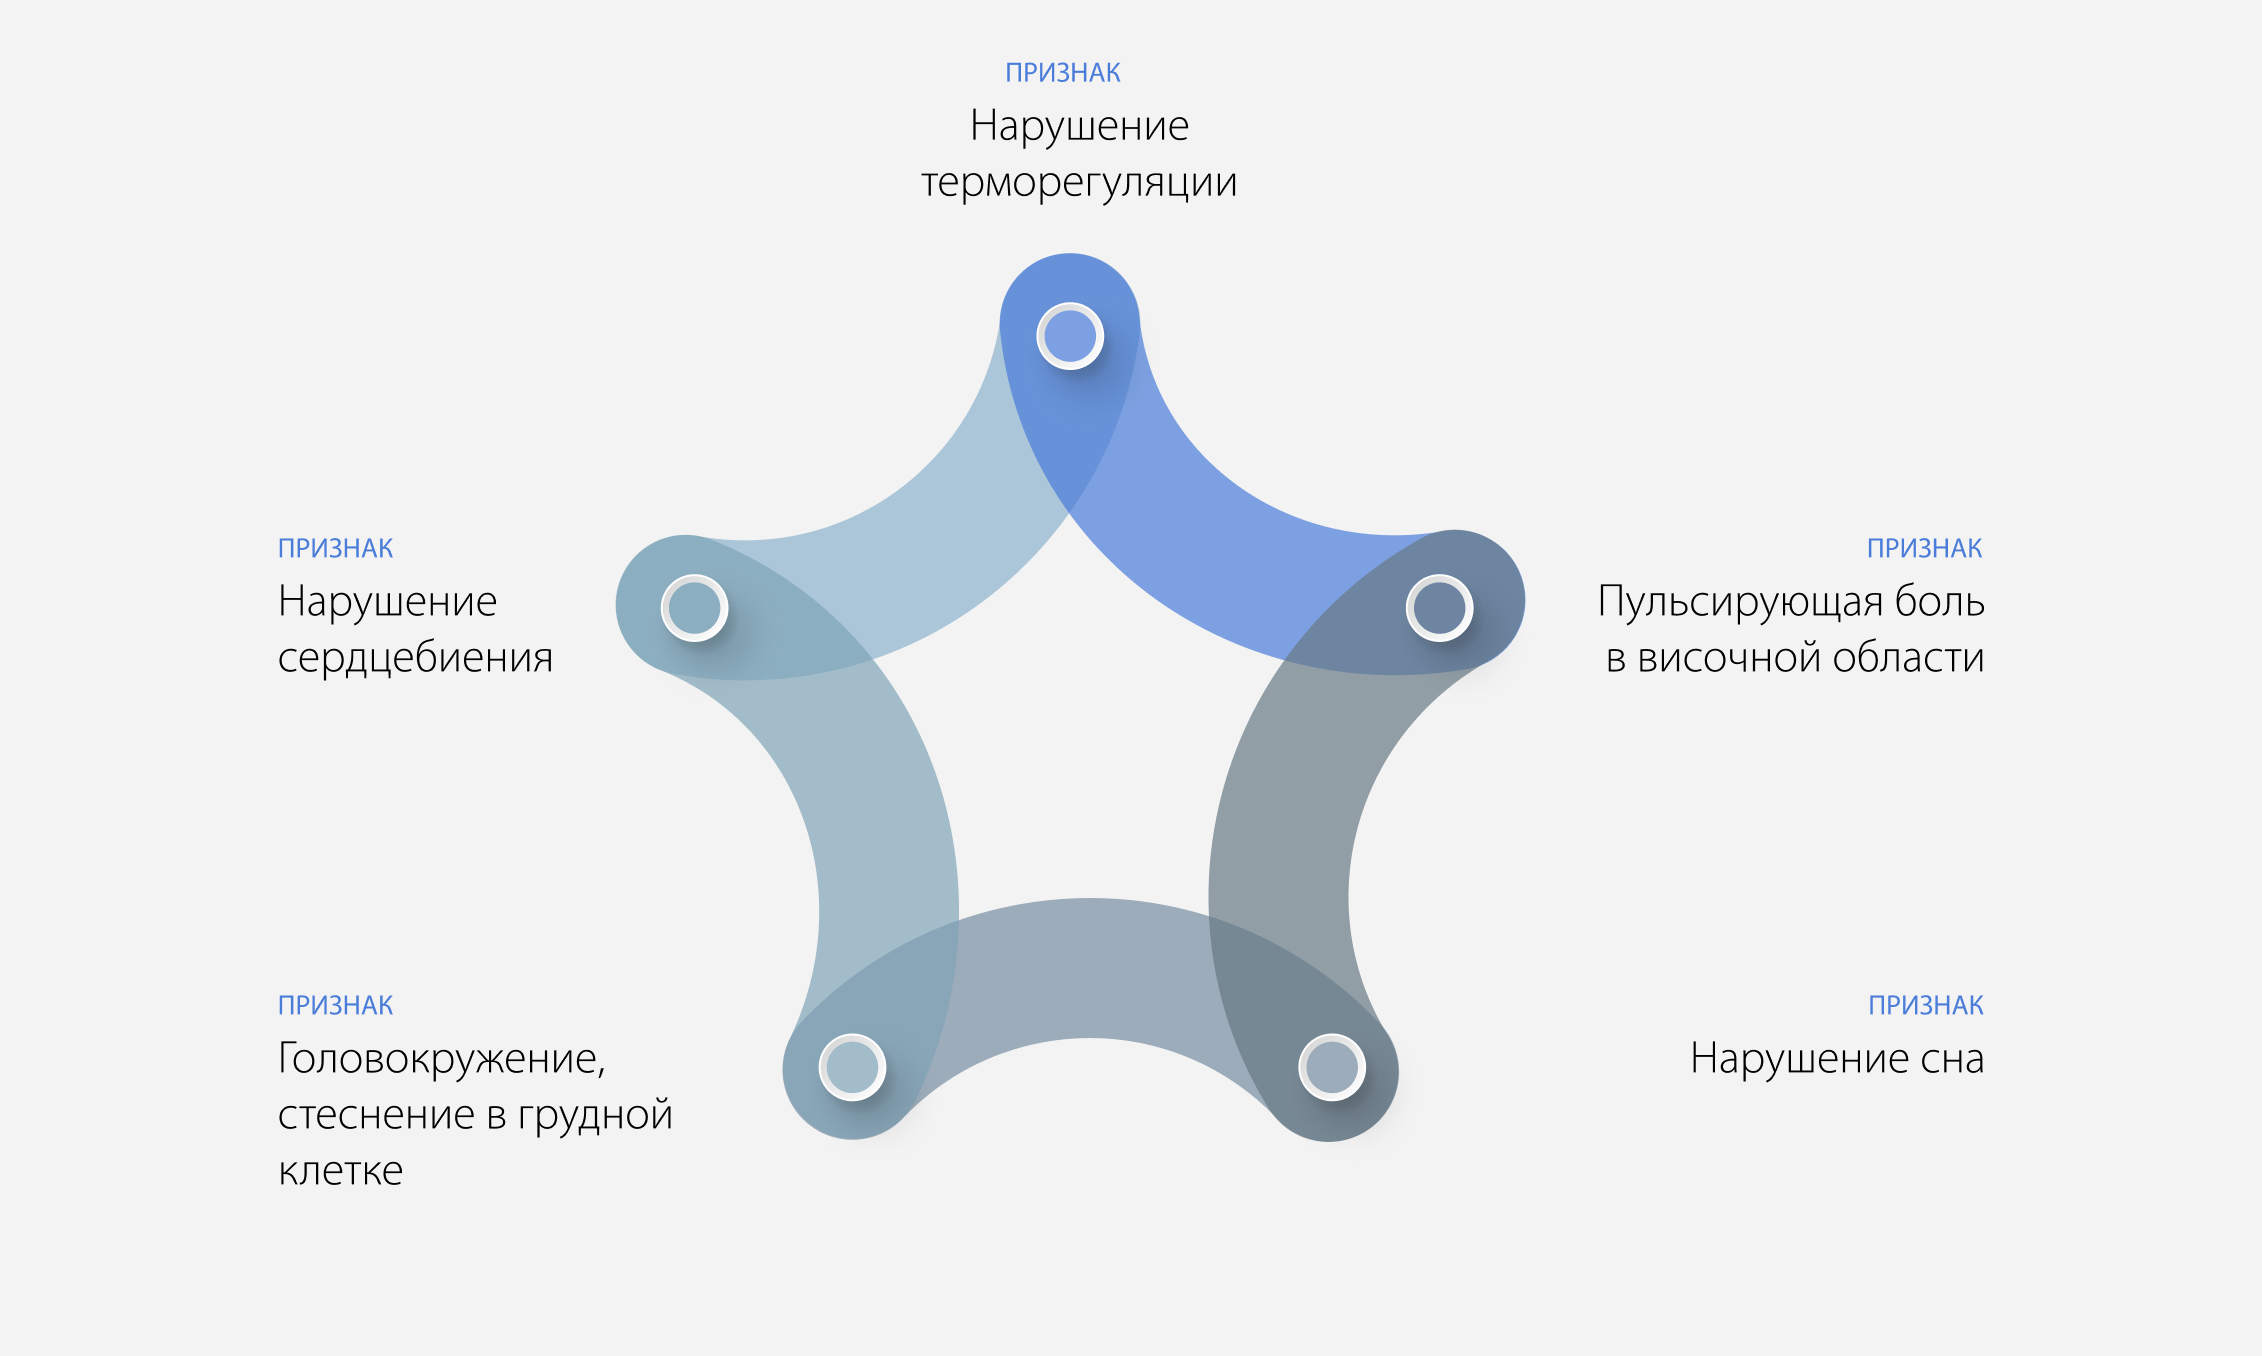 ПРИЗНАК
Нарушение
терморегуляции
ПРИЗНАК
Нарушение
сердцебиения
ПРИЗНАК
Пульсирующая боль
в височной области
ПРИЗНАК
Головокружение,
стеснение в грудной
клетке
ПРИЗНАК
Нарушение сна